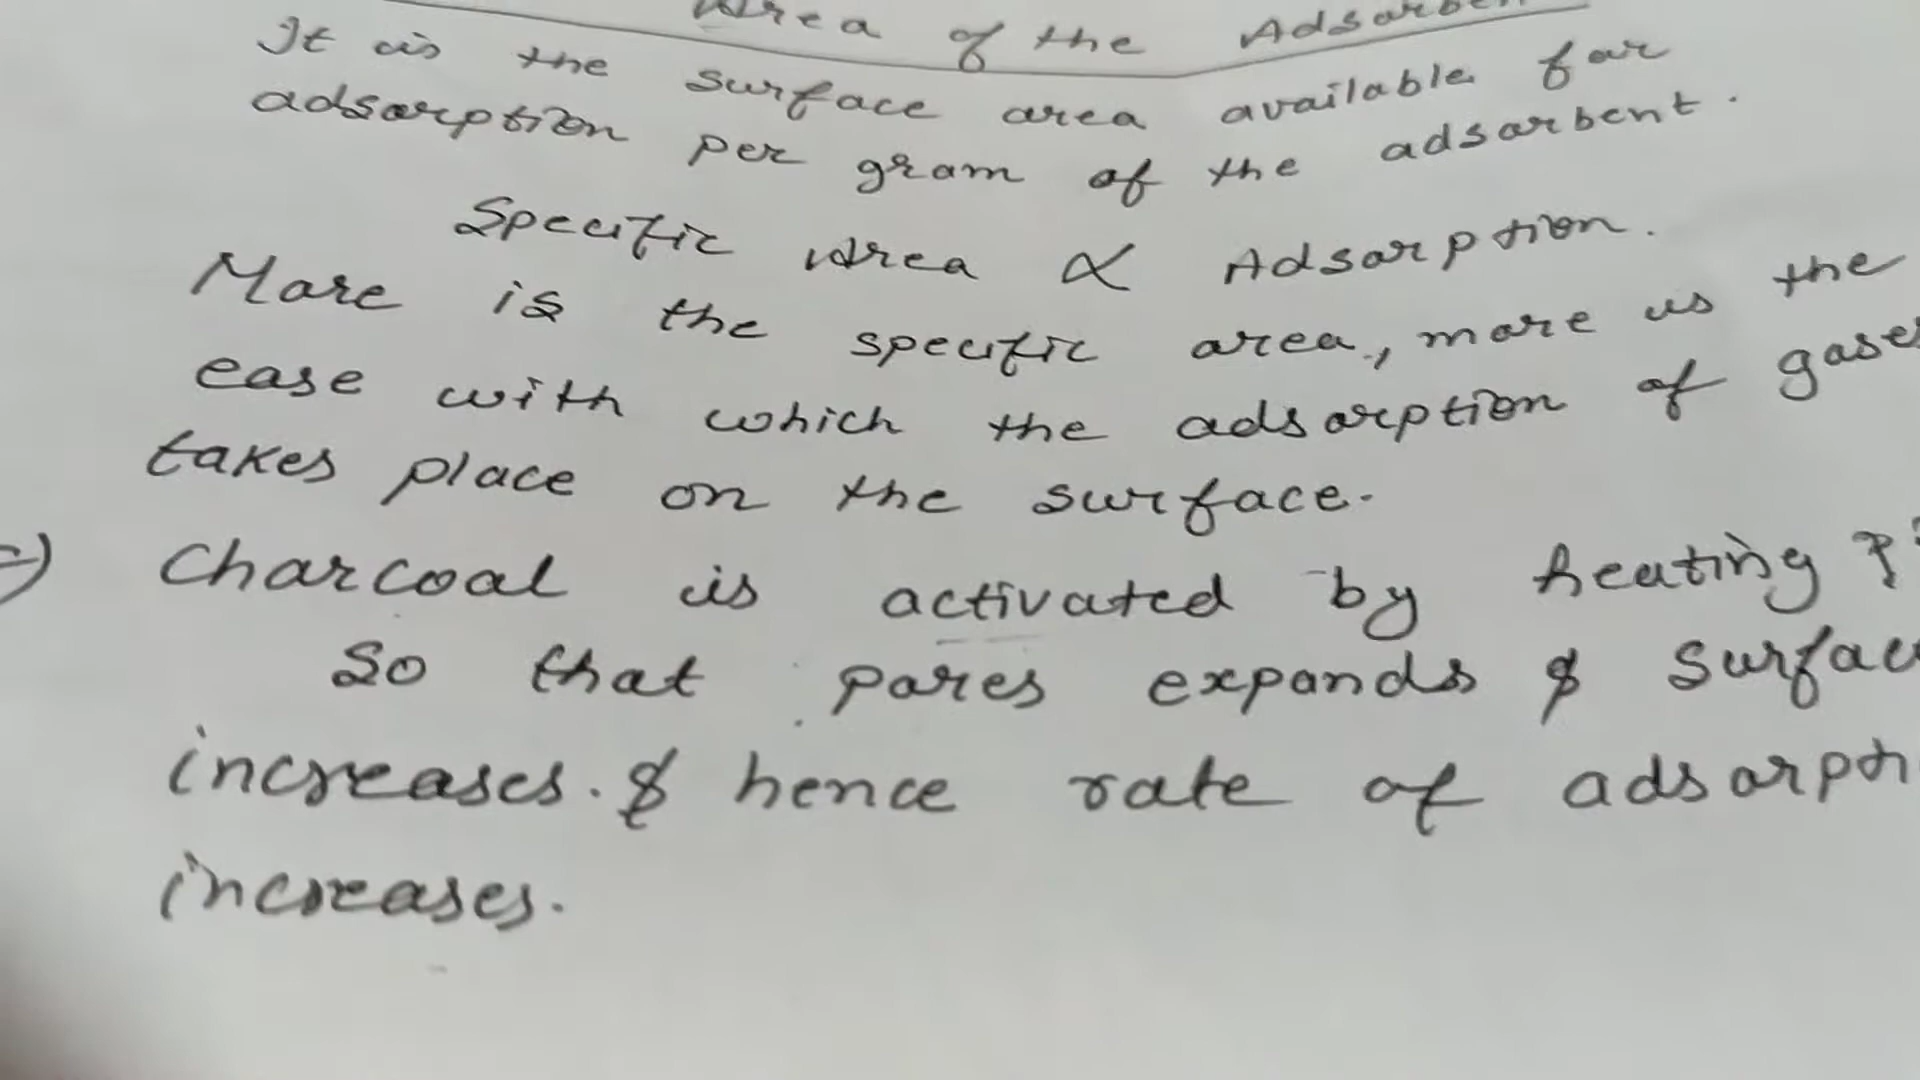 Area of the Adsorbent
It is the surface area available for
adsorption per gram of the adsorbent.
Specific Area ∝ Adsorption.
More is the specific area, more is the
ease with which the adsorption of gases
takes place on the surface.
Charcoal is activated by heating ?
So that pores expands &
increases. & hence rate of
increases.